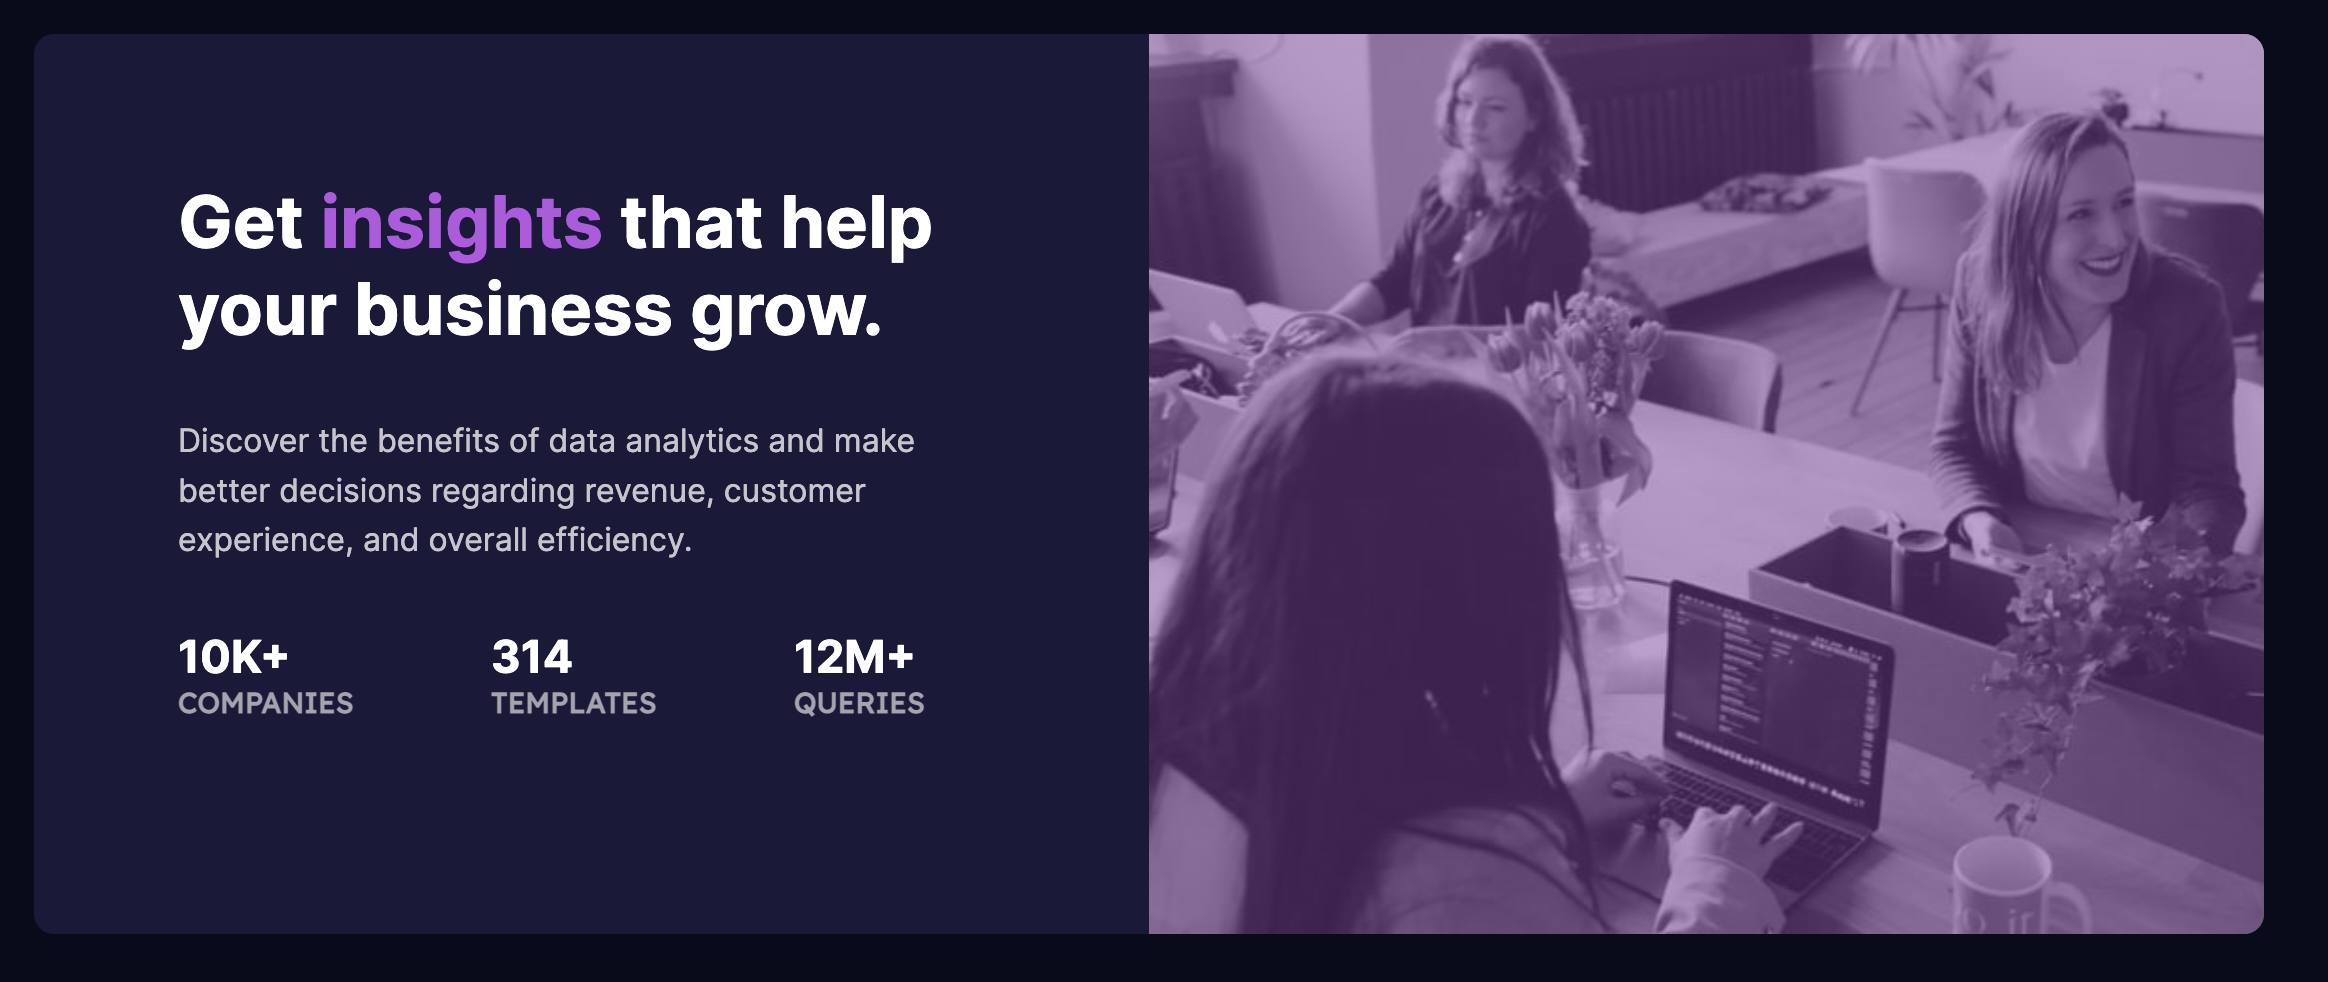 Get insights that help
your business grow.
Discover the benefits of data analytics and make
better decisions regarding revenue, customer
experience, and overall efficiency.
10K+ 314 12M+
COMPANIES TEMPLATES QUERIES